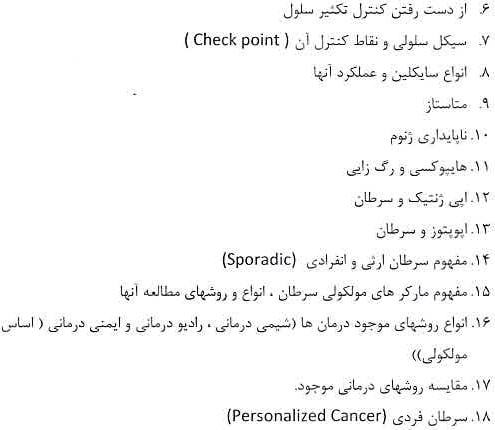 ۶. از دست رفتن کنترل تکثیر سلول
۷. سیکل سلولی و نقاط کنترل آن ( Check point )
۸. انواع سایکلین و عملکرد آنها
۹. متاستاز
۱۰. ناپایداری ژنوم
۱۱. هایپوکسی و رگ زایی
۱۲. اپی ژنتیک و سرطان
۱۳. اپوپتوز و سرطان
۱۴. مفهوم سرطان ارثی و انفرادی (Sporadic)
۱۵. مفهوم مارکر های مولکولی سرطان ، انواع و روشهای مطالعه آنها
۱۶. انواع روشهای موجود درمان ها (شیمی درمانی ، رادیو درمانی و ایمنی درمانی ( اساس
مولکولی))
۱۷. مقایسه روشهای درمانی موجود.
۱۸. سرطان فردی (Personalized Cancer)